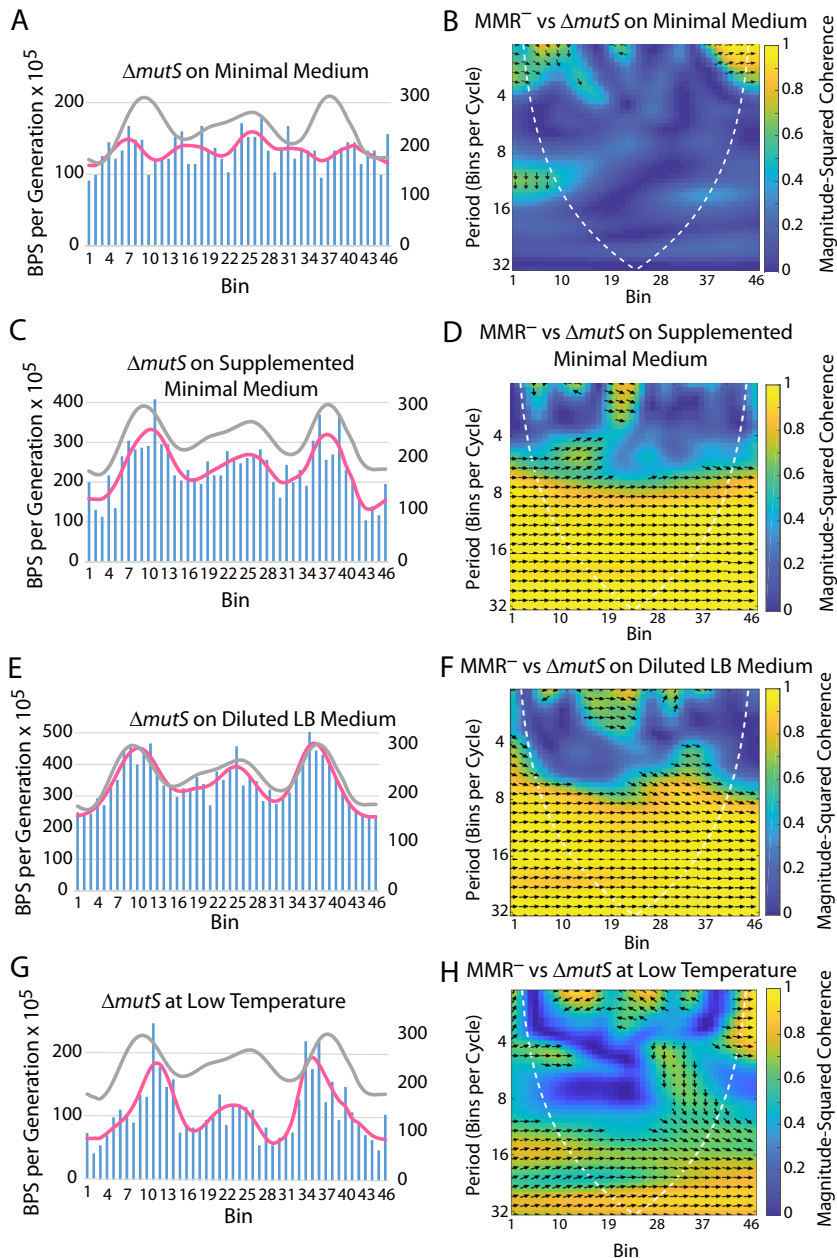 A
ΔmutS on Minimal Medium
BPS per Generation x 10⁵
200
100
0
300
200
100
0
1 4 7 10 13 16 19 22 25 28 31 34 37 40 43 46
Bin
B
MMR⁻ vs ΔmutS on Minimal Medium
Period (Bins per Cycle)
4
8
16
32
1 10 19 28 37 46
Bin
1
0.8
0.6
0.4
0.2
0
Magnitude-Squared Coherence
C
ΔmutS on Supplemented
Minimal Medium
BPS per Generation x 10⁵
400
300
200
100
0
300
200
100
0
1 4 7 10 13 16 19 22 25 28 31 34 37 40 43 46
Bin
D
MMR⁻ vs ΔmutS on Supplemented
Minimal Medium
Period (Bins per Cycle)
4
8
16
32
1 10 19 28 37 46
Bin
1
0.8
0.6
0.4
0.2
0
Magnitude-Squared Coherence
E
ΔmutS on Diluted LB Medium
BPS per Generation x 10⁵
500
400
300
200
100
0
300
200
100
0
1 4 7 10 13 16 19 22 25 28 31 34 37 40 43 46
Bin
F
MMR⁻ vs ΔmutS on Diluted LB Medium
Period (Bins per Cycle)
4
8
16
32
1 10 19 28 37 46
Bin
1
0.8
0.6
0.4
0.2
0
Magnitude-Squared Coherence
G
ΔmutS at Low Temperature
BPS per Generation x 10⁵
200
100
0
300
200
100
0
1 4 7 10 13 16 19 22 25 28 31 34 37 40 43 46
Bin
H
MMR⁻ vs ΔmutS at Low Temperature
Period (Bins per Cycle)
4
8
16
32
1 10 19 28 37 46
Bin
1
0.8
0.6
0.4
0.2
0
Magnitude-Squared Coherence